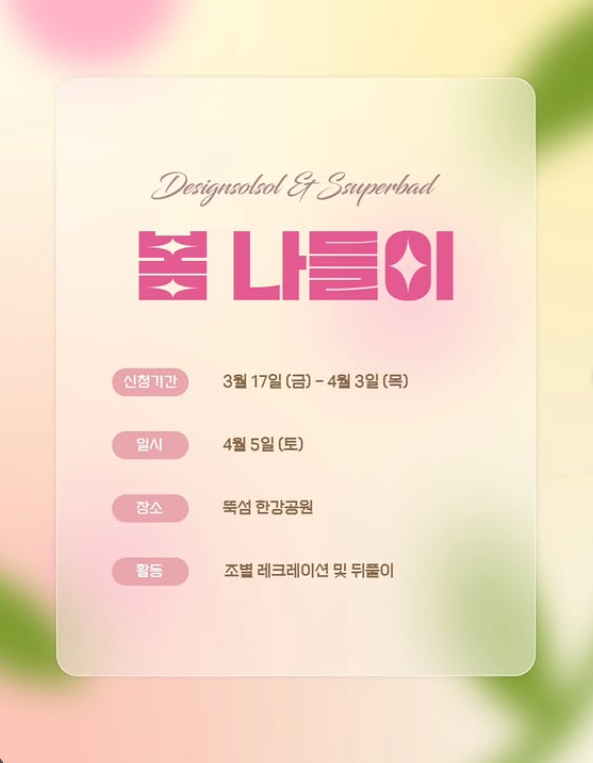 Designsolsol & Ssuperbad
봄 나들이
신청기간 3월 17일 (금) - 4월 3일 (목)
일시 4월 5일 (토)
장소 뚝섬 한강공원
활동 조별 레크레이션 및 뒤풀이